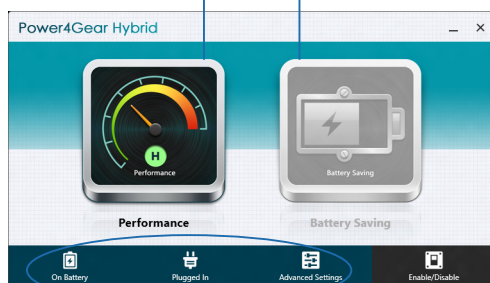 Power4Gear Hybrid
H
Performance
Battery Saving
Performance
Battery Saving
On Battery
Plugged In
Advanced Settings
Enable/Disable